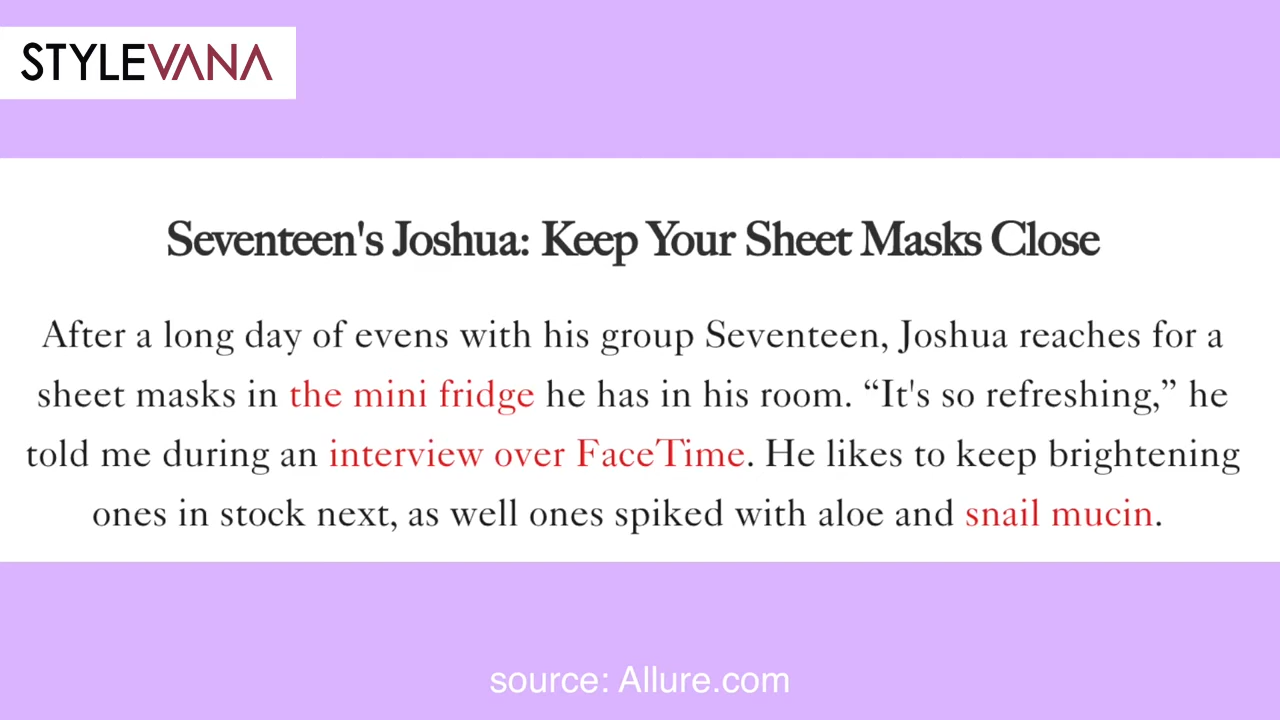 STYLEVANA
Seventeen's Joshua: Keep Your Sheet Masks Close
After a long day of evens with his group Seventeen, Joshua reaches for a
sheet masks in the mini fridge he has in his room. “It's so refreshing,” he
told me during an interview over FaceTime. He likes to keep brightening
ones in stock next, as well ones spiked with aloe and snail mucin.
source: Allure.com